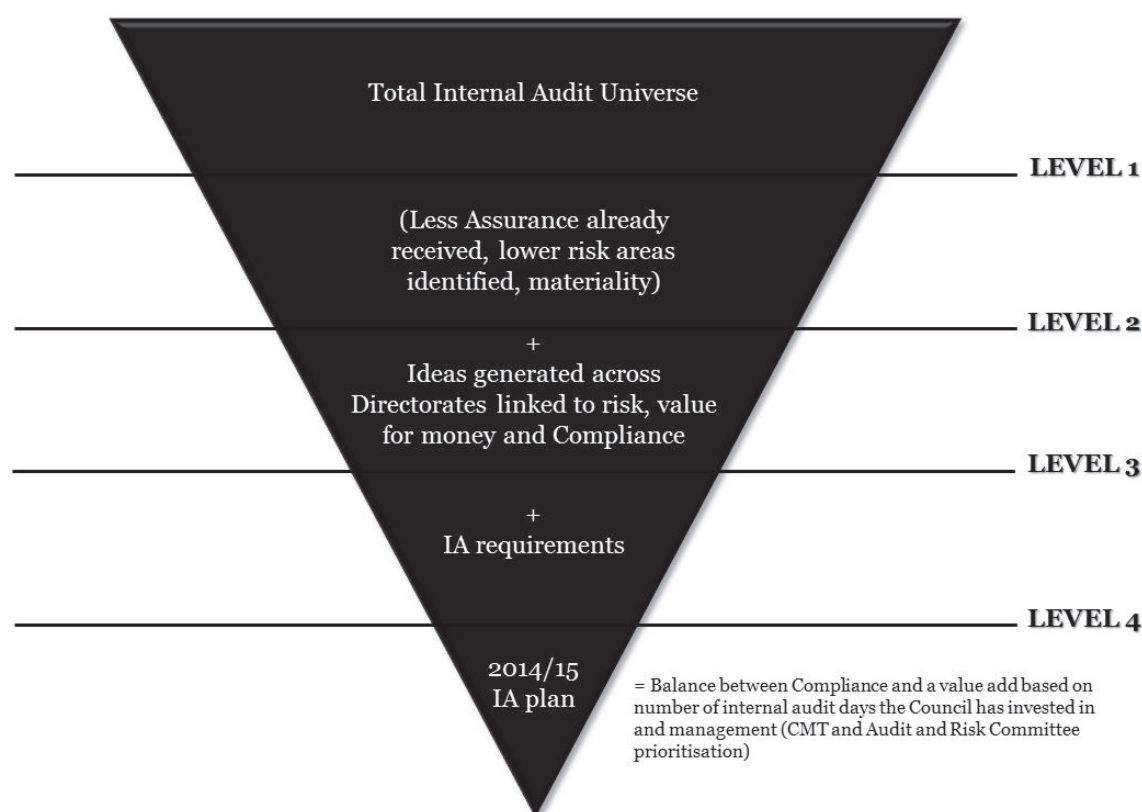 Total Internal Audit Universe
LEVEL 1
(Less Assurance already
received, lower risk areas
identified, materiality)
LEVEL 2
+
Ideas generated across
Directorates linked to risk, value
for money and Compliance
LEVEL 3
+
IA requirements
LEVEL 4
2014/15
IA plan
= Balance between Compliance and a value add based on
number of internal audit days the Council has invested in
and management (CMT and Audit and Risk Committee
prioritisation)